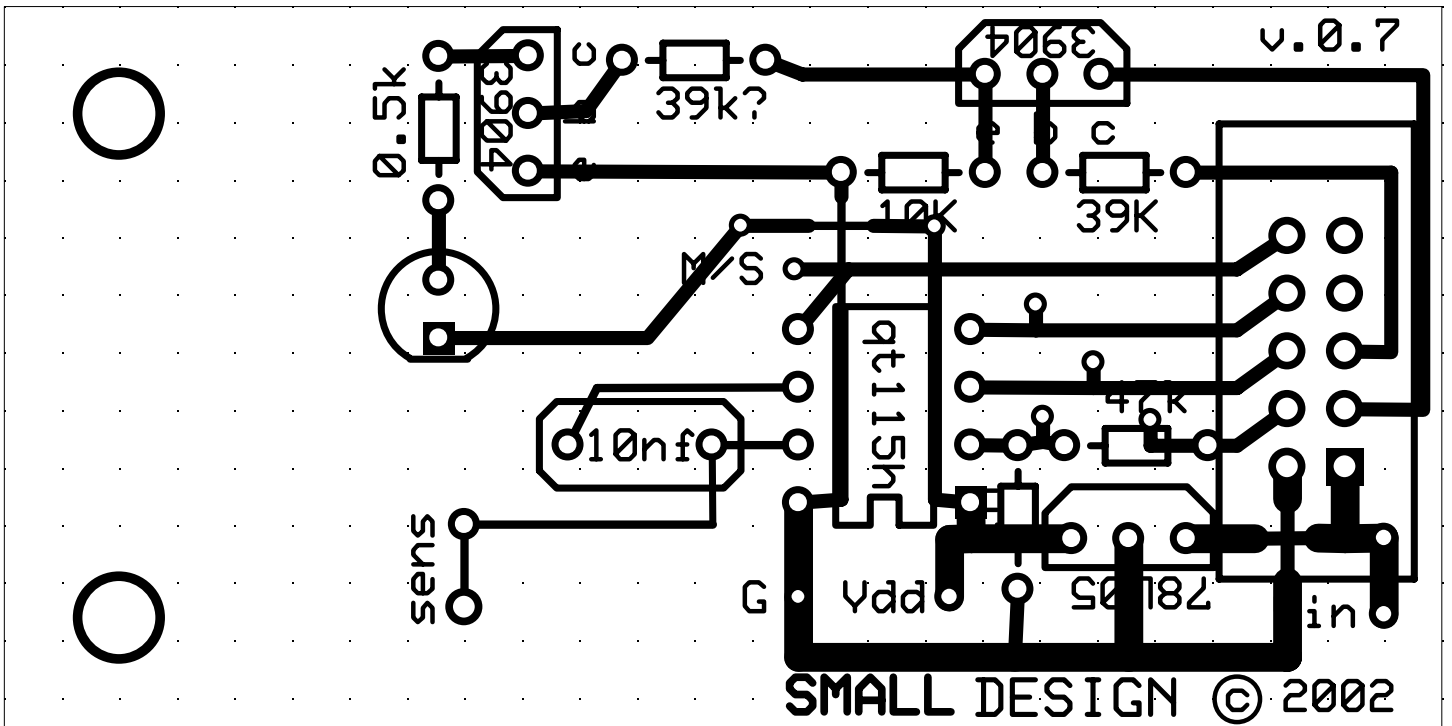 v.0.7
3904
c
0.5k
3904
39k?
b
e
e b c
10K
39K
M/S
qt115h
47k
10nf
sens
G
Vdd
78L05
in
SMALL DESIGN © 2002